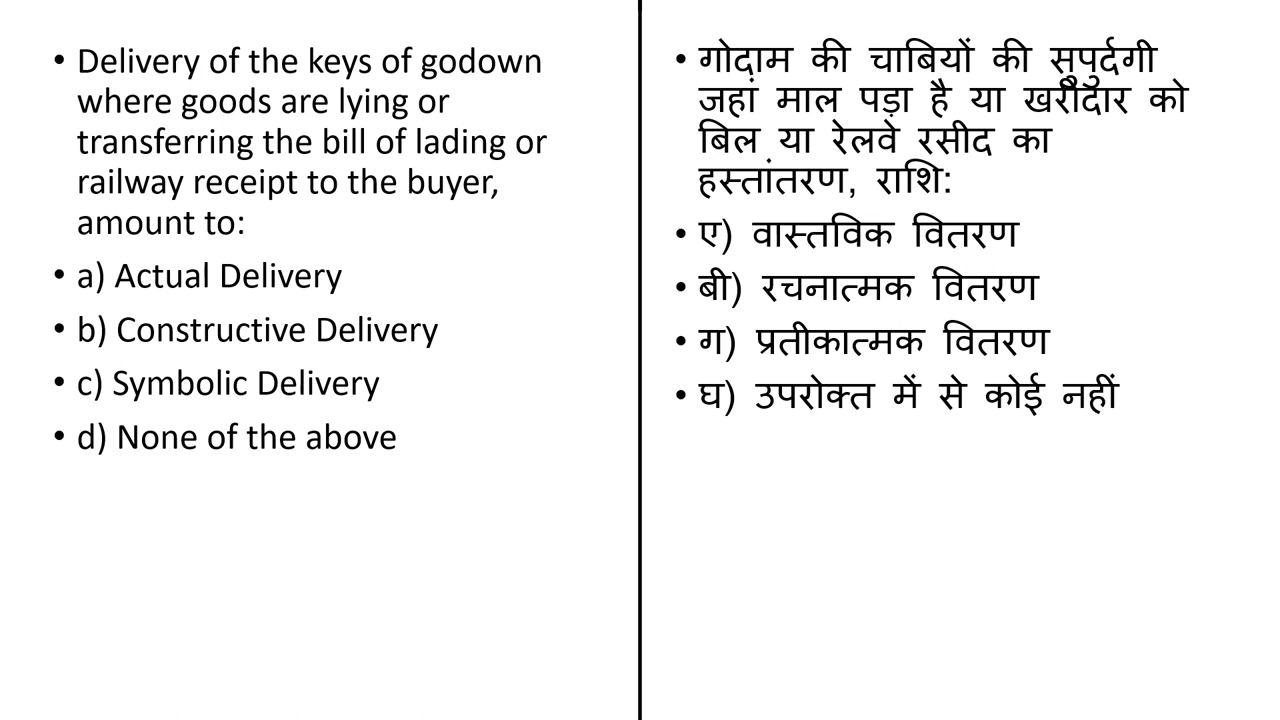 • Delivery of the keys of godown
where goods are lying or
transferring the bill of lading or
railway receipt to the buyer,
amount to:
• a) Actual Delivery
• b) Constructive Delivery
• c) Symbolic Delivery
• d) None of the above
• गोदाम की चाबियों की सुपुर्दगी
जहां माल पड़ा है या खरीदार को
बिल या रेलवे रसीद का
हस्तांतरण, राशि:
• ए) वास्तविक वितरण
• बी) रचनात्मक वितरण
• ग) प्रतीकात्मक वितरण
• घ) उपरोक्त में से कोई नहीं